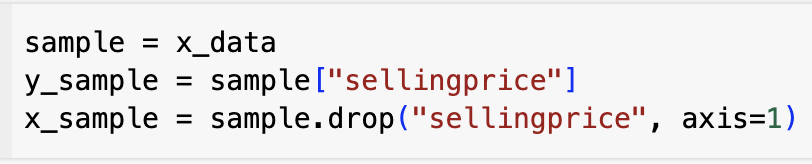 sample = x_data
y_sample = sample["sellingprice"]
x_sample = sample.drop("sellingprice", axis=1)